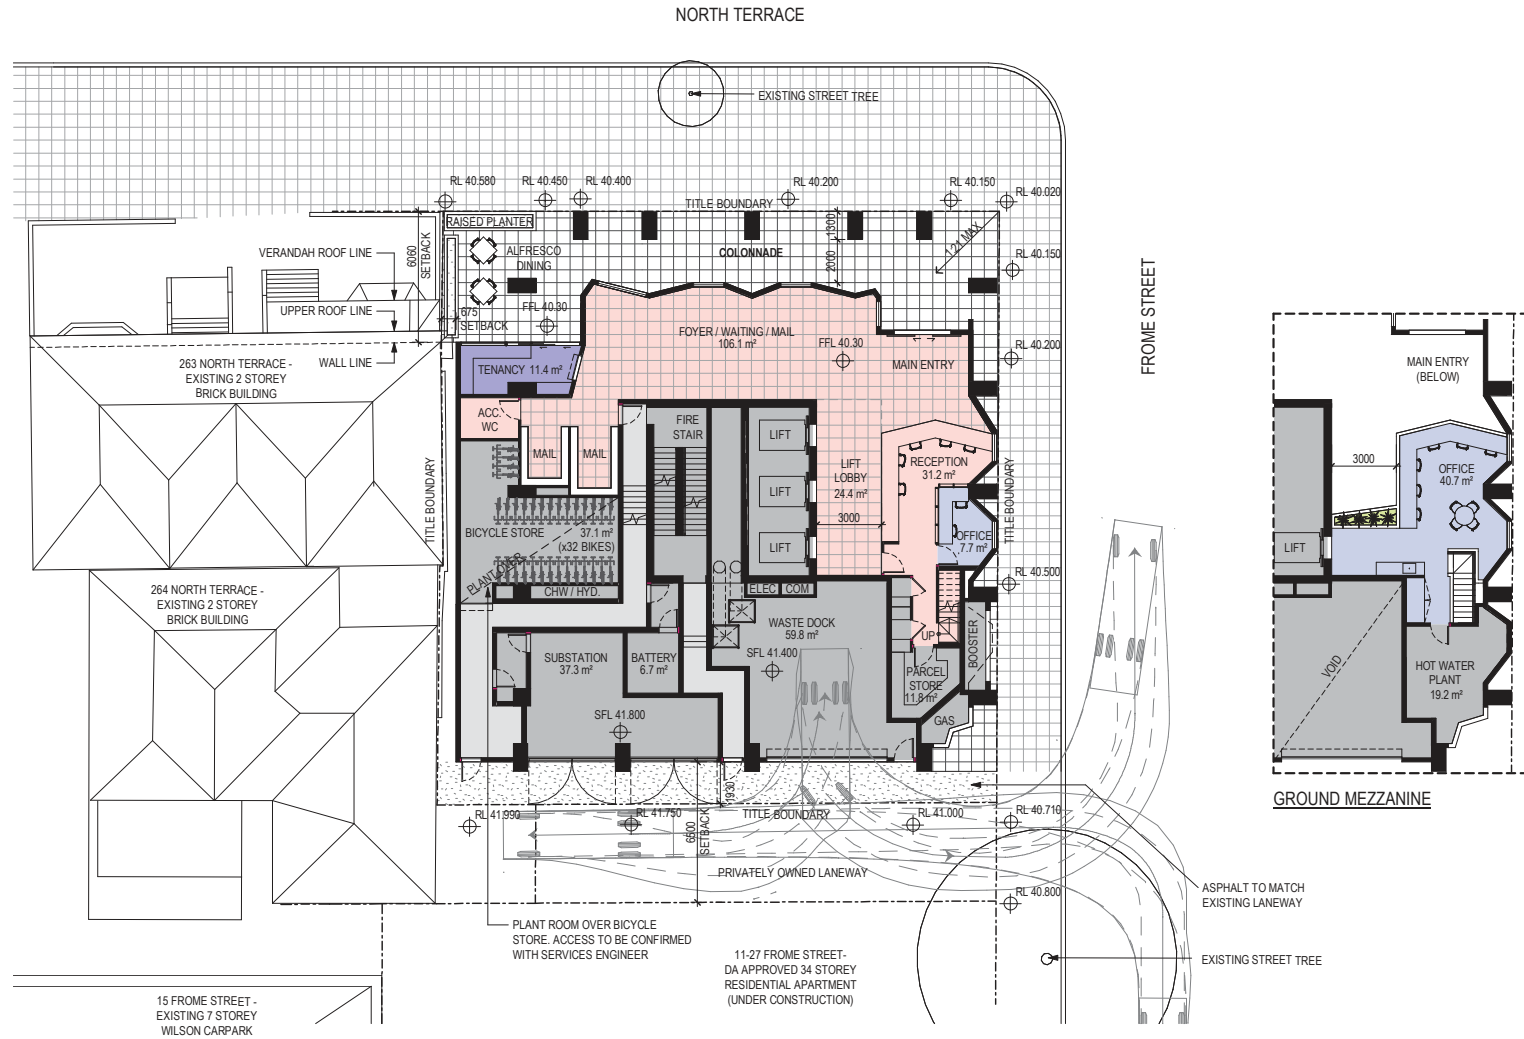 NORTH TERRACE
EXISTING STREET TREE
RL 40.580
RL 40.450
RL 40.400
RL 40.200
RL 40.150
RL 40.020
TITLE BOUNDARY
RAISED PLANTER
1300
1:21 MAX
VERANDAH ROOF LINE
6060
SETBACK
ALFRESCO
DINING
COLONNADE
2000
RL 40.150
FROME STREET
UPPER ROOF LINE
675
SETBACK
FFL 40.30
FOYER / WAITING / MAIL
106.1 m²
FFL 40.30
RL 40.200
WALL LINE
MAIN ENTRY
263 NORTH TERRACE -
EXISTING 2 STOREY
BRICK BUILDING
TENANCY 11.4 m²
MAIN ENTRY
(BELOW)
ACC.
WC
FIRE
STAIR
LIFT
MAIL
MAIL
LIFT
LOBBY
24.4 m²
RECEPTION
31.2 m²
3000
OFFICE
40.7 m²
TITLE BOUNDARY
TITLE BOUNDARY
LIFT
3000
BICYCLE STORE
37.1 m²
(x32 BIKES)
OFFICE
7.7 m²
LIFT
LIFT
PLANT OVER
CHW / HYD.
ELEC
COM
RL 40.500
264 NORTH TERRACE -
EXISTING 2 STOREY
BRICK BUILDING
WASTE DOCK
59.8 m²
SFL 41.400
UP
BOOSTER
SUBSTATION
37.3 m²
BATTERY
6.7 m²
PARCEL
STORE
11.8 m²
VOID
HOT WATER
PLANT
19.2 m²
SFL 41.800
GAS
1930
GROUND MEZZANINE
RL 41.990
RL 41.750
6500
SETBACK
TITLE BOUNDARY
RL 41.000
RL 40.710
PRIVATELY OWNED LANEWAY
RL 40.800
ASPHALT TO MATCH
EXISTING LANEWAY
PLANT ROOM OVER BICYCLE
STORE. ACCESS TO BE CONFIRMED
WITH SERVICES ENGINEER
11-27 FROME STREET-
DA APPROVED 34 STOREY
RESIDENTIAL APARTMENT
(UNDER CONSTRUCTION)
EXISTING STREET TREE
15 FROME STREET -
EXISTING 7 STOREY
WILSON CARPARK